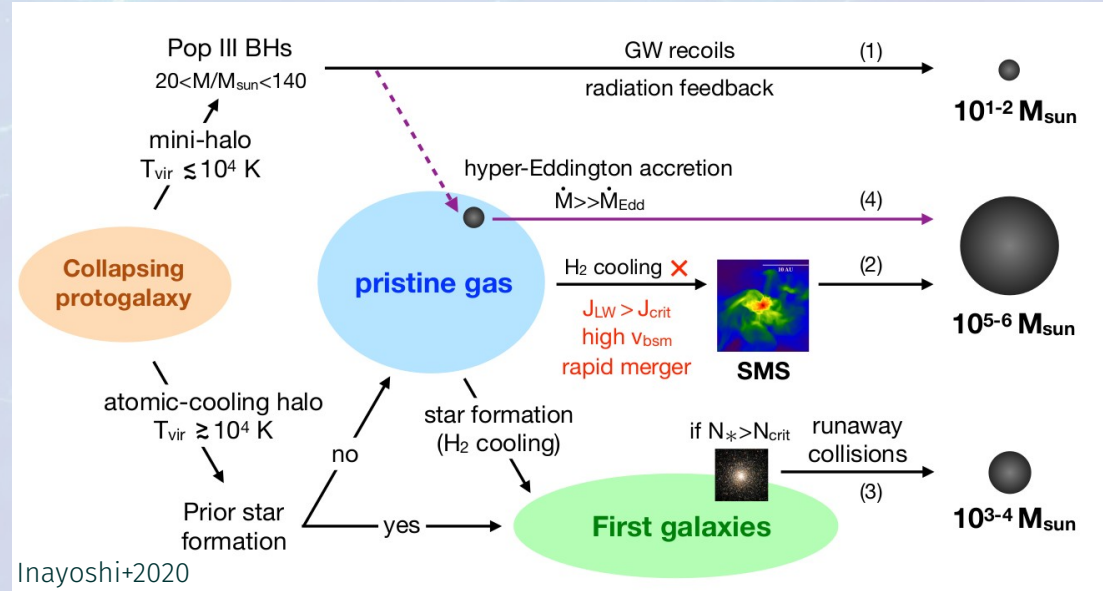 Pop III BHs
20<M/Msun<140
GW recoils
(1)
radiation feedback
10¹⁻² Msun
mini-halo
Tvir ≲ 10⁴ K
hyper-Eddington accretion
Ṁ>>ṀEdd
(4)
Collapsing
protogalaxy
pristine gas
H₂ cooling ✕
JLW > Jcrit
high vbsm
rapid merger
10 AU
SMS
(2)
10⁵⁻⁶ Msun
atomic-cooling halo
Tvir ≳ 10⁴ K
star formation
(H₂ cooling)
no
if N*>Ncrit
runaway
collisions
(3)
10³⁻⁴ Msun
Prior star
formation
yes
First galaxies
Inayoshi+2020